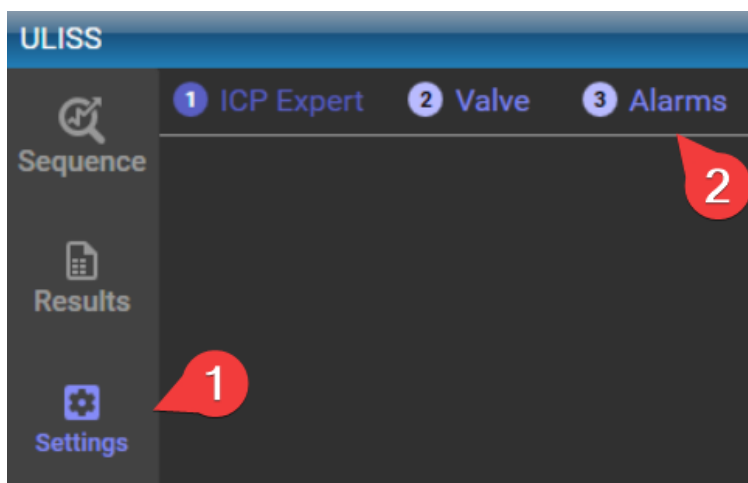 ULISS
1 ICP Expert 2 Valve 3 Alarms
2
Sequence
Results
1
Settings